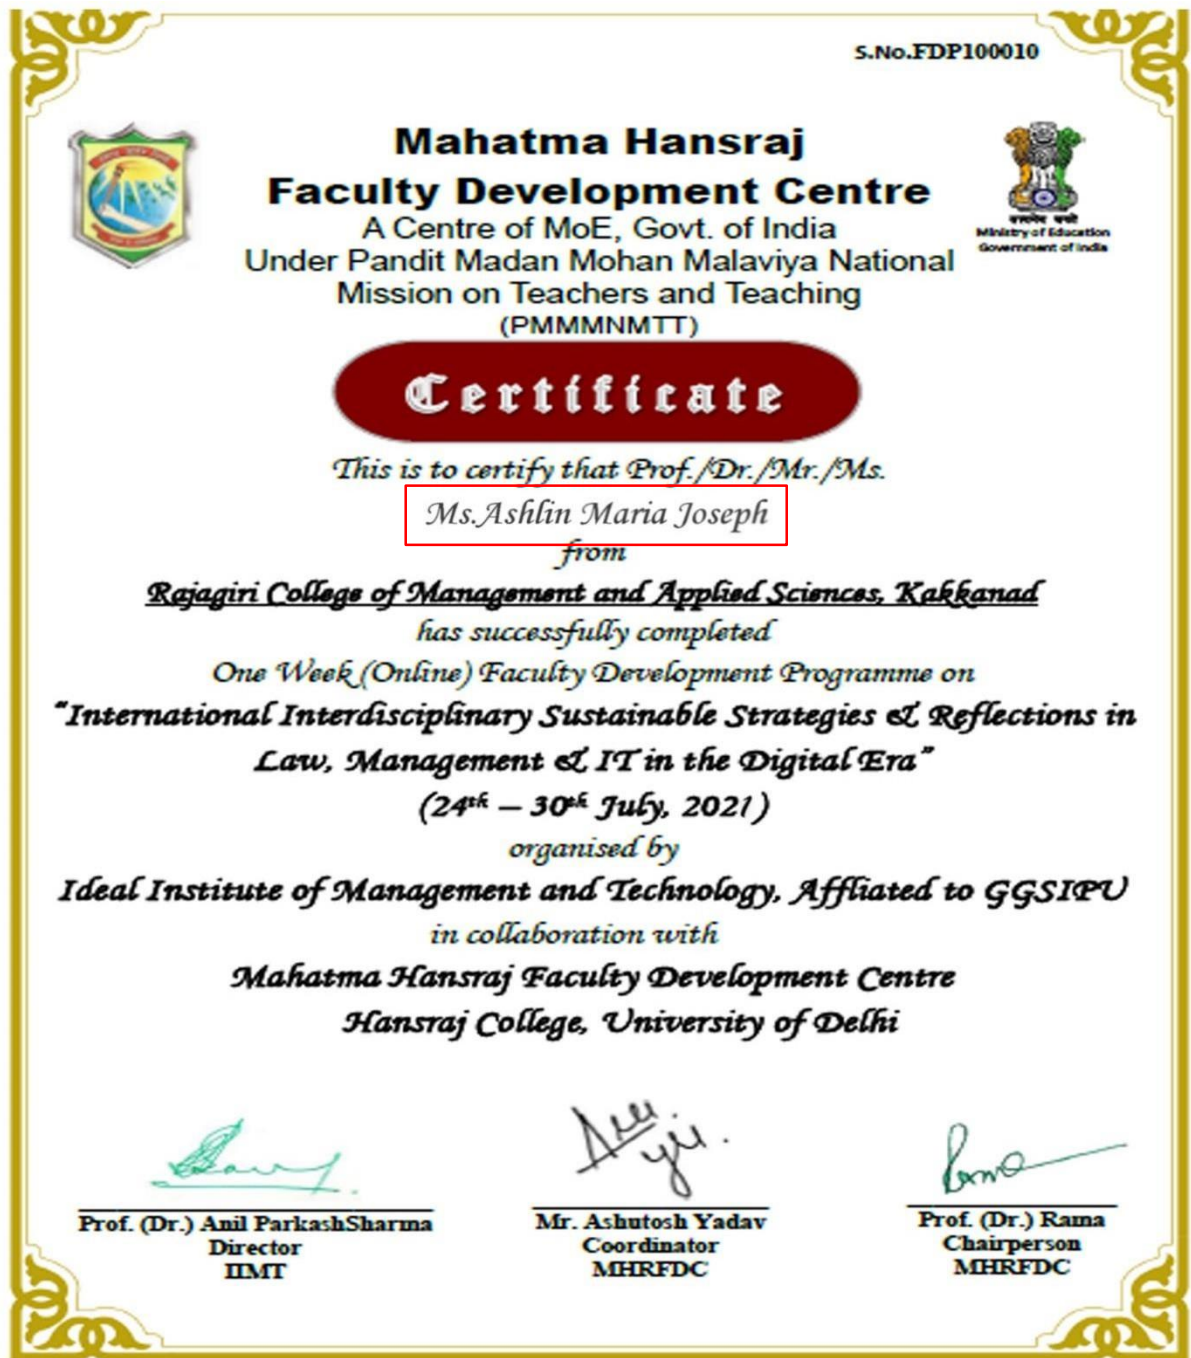 S.No.FDP100010
Mahatma Hansraj
Faculty Development Centre
A Centre of MoE, Govt. of India
Under Pandit Madan Mohan Malaviya National
Mission on Teachers and Teaching
(PMMMNMTT)
सत्यमेव जयते
Ministry of Education
Government of India
Certificate
This is to certify that Prof./Dr./Mr./Ms.
Ms.Ashlin Maria Joseph
from
Rajagiri College of Management and Applied Sciences, Kakkanad
has successfully completed
One Week (Online) Faculty Development Programme on
"International Interdisciplinary Sustainable Strategies & Reflections in
Law, Management & IT in the Digital Era"
(24th – 30th July, 2021)
organised by
Ideal Institute of Management and Technology, Affliated to GGSIPU
in collaboration with
Mahatma Hansraj Faculty Development Centre
Hansraj College, University of Delhi
Prof. (Dr.) Anil ParkashSharma
Director
IIMT
Mr. Ashutosh Yadav
Coordinator
MHRFDC
Prof. (Dr.) Rama
Chairperson
MHRFDC